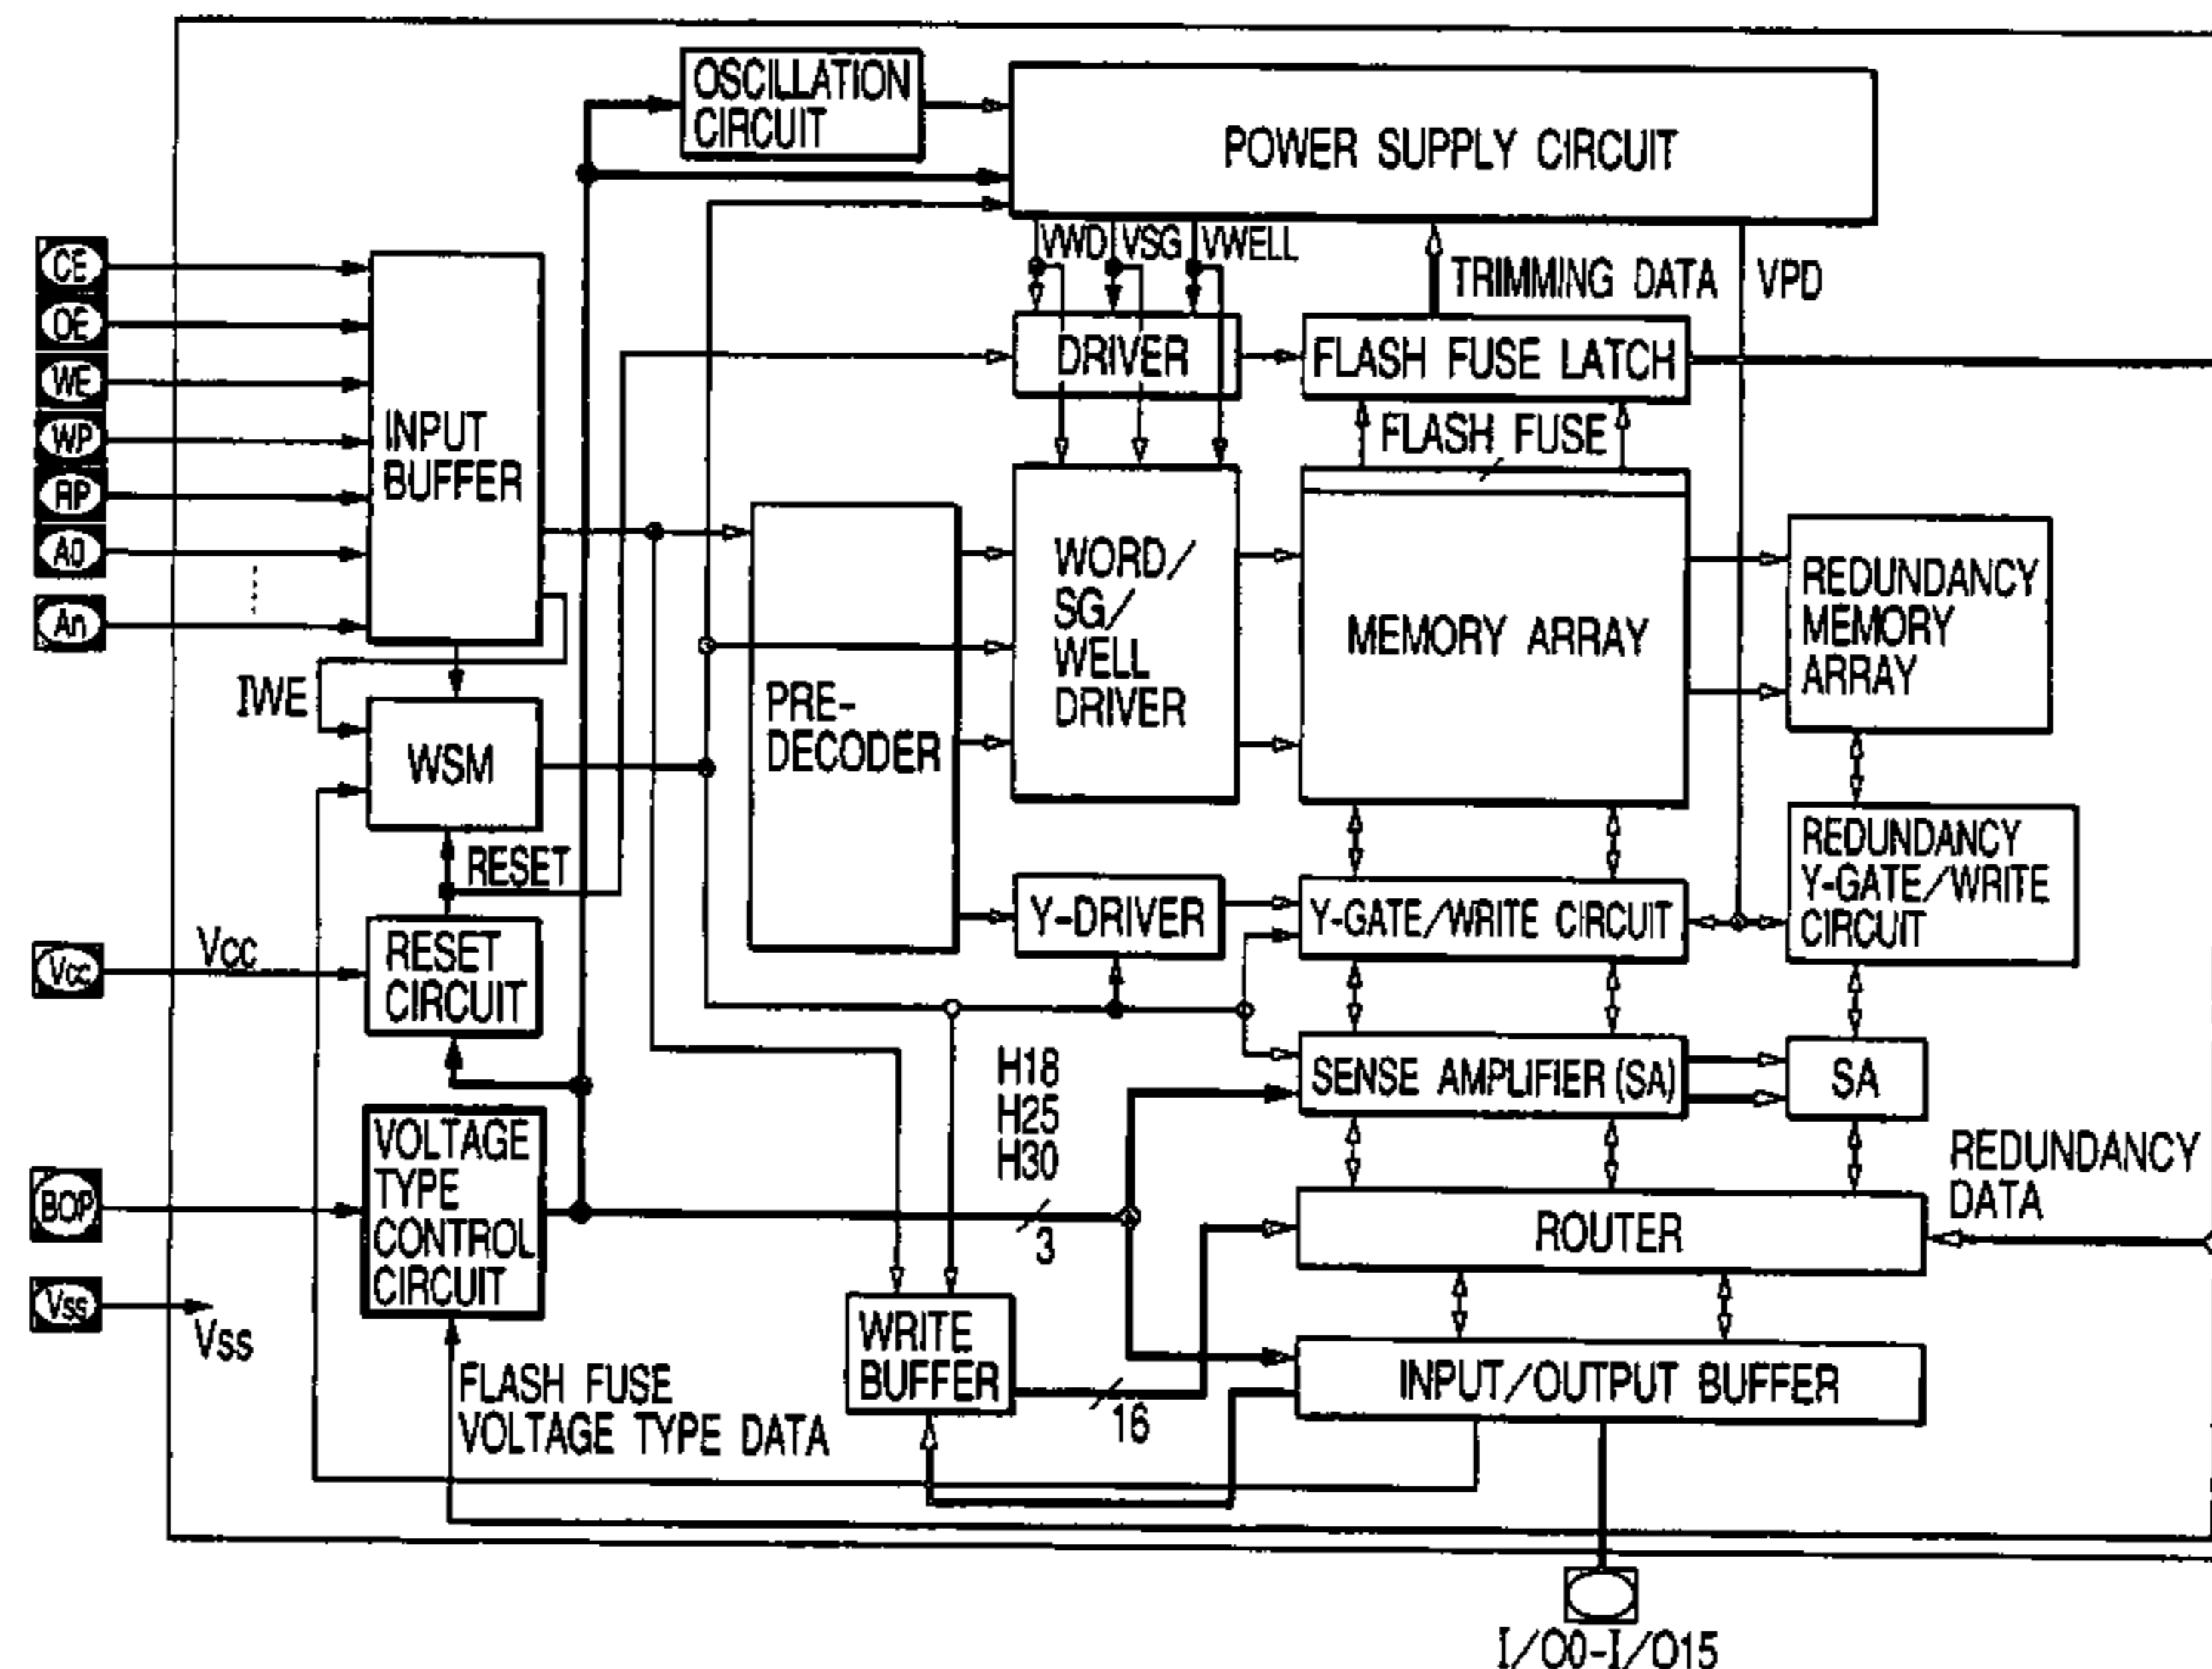 OSCILLATION
CIRCUIT
POWER SUPPLY CIRCUIT
VWD
VSG
VWELL
TRIMMING DATA
VPD
CE
OE
WE
WP
RP
A0
An
INPUT
BUFFER
DRIVER
FLASH FUSE LATCH
FLASH FUSE
IWE
WSM
PRE-
DECODER
WORD/
SG/
WELL
DRIVER
MEMORY ARRAY
REDUNDANCY
MEMORY
ARRAY
RESET
Vcc
Vcc
RESET
CIRCUIT
Y-DRIVER
Y-GATE/WRITE CIRCUIT
REDUNDANCY
Y-GATE/WRITE
CIRCUIT
H18
H25
H30
3
SENSE AMPLIFIER (SA)
SA
BOP
VOLTAGE
TYPE
CONTROL
CIRCUIT
REDUNDANCY
DATA
ROUTER
Vss
Vss
WRITE
BUFFER
16
INPUT/OUTPUT BUFFER
FLASH FUSE
VOLTAGE TYPE DATA
I/O0-I/O15